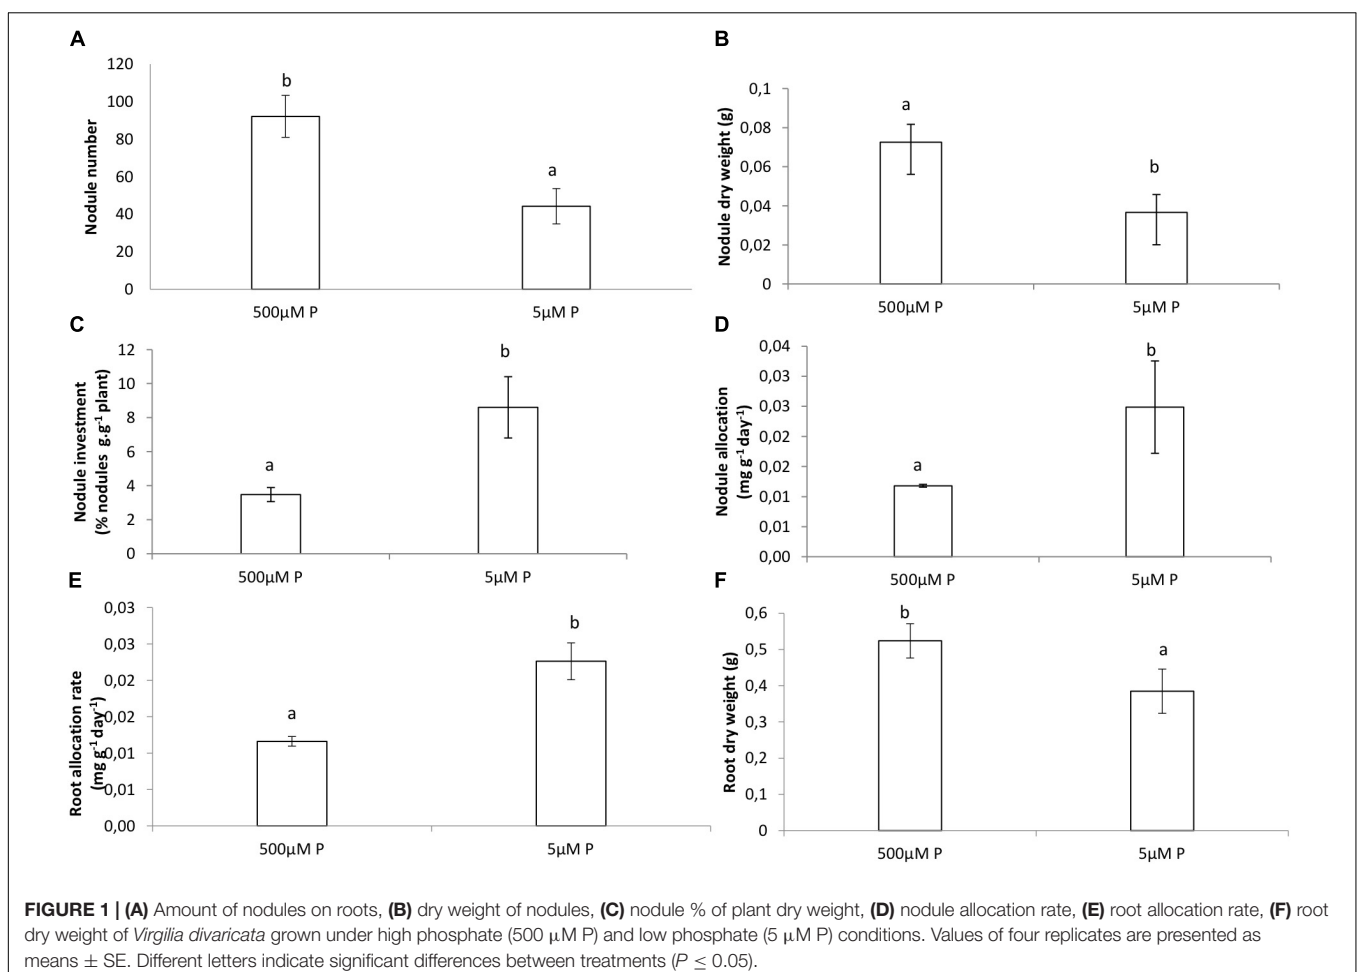 A
Nodule number
120
100
80
60
40
20
0
b
a
500µM P
5µM P
B
Nodule dry weight (g)
0,1
0,08
0,06
0,04
0,02
0
a
b
500µM P
5µM P
C
Nodule investment
(% nodules g.g-1 plant)
12
10
8
6
4
2
0
a
b
500µM P
5µM P
D
Nodule allocation
(mg g-1 day-1)
0,04
0,03
0,03
0,02
0,02
0,01
0,01
0,00
a
b
500µM P
5µM P
E
Root allocation rate
(mg g-1 day-1)
0,03
0,03
0,02
0,02
0,01
0,01
0,00
a
b
500µM P
5µM P
F
Root dry weight (g)
0,6
0,5
0,4
0,3
0,2
0,1
0
b
a
500µM P
5µM P
FIGURE 1 | (A) Amount of nodules on roots, (B) dry weight of nodules, (C) nodule % of plant dry weight, (D) nodule allocation rate, (E) root allocation rate, (F) root
dry weight of Virgilia divaricata grown under high phosphate (500 µM P) and low phosphate (5 µM P) conditions. Values of four replicates are presented as
means ± SE. Different letters indicate significant differences between treatments (P ≤ 0.05).